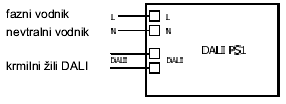 fazni vodnik L L
nevtralni vodnik N N
DALI PS1
krmilni žili DALI DALI DALI